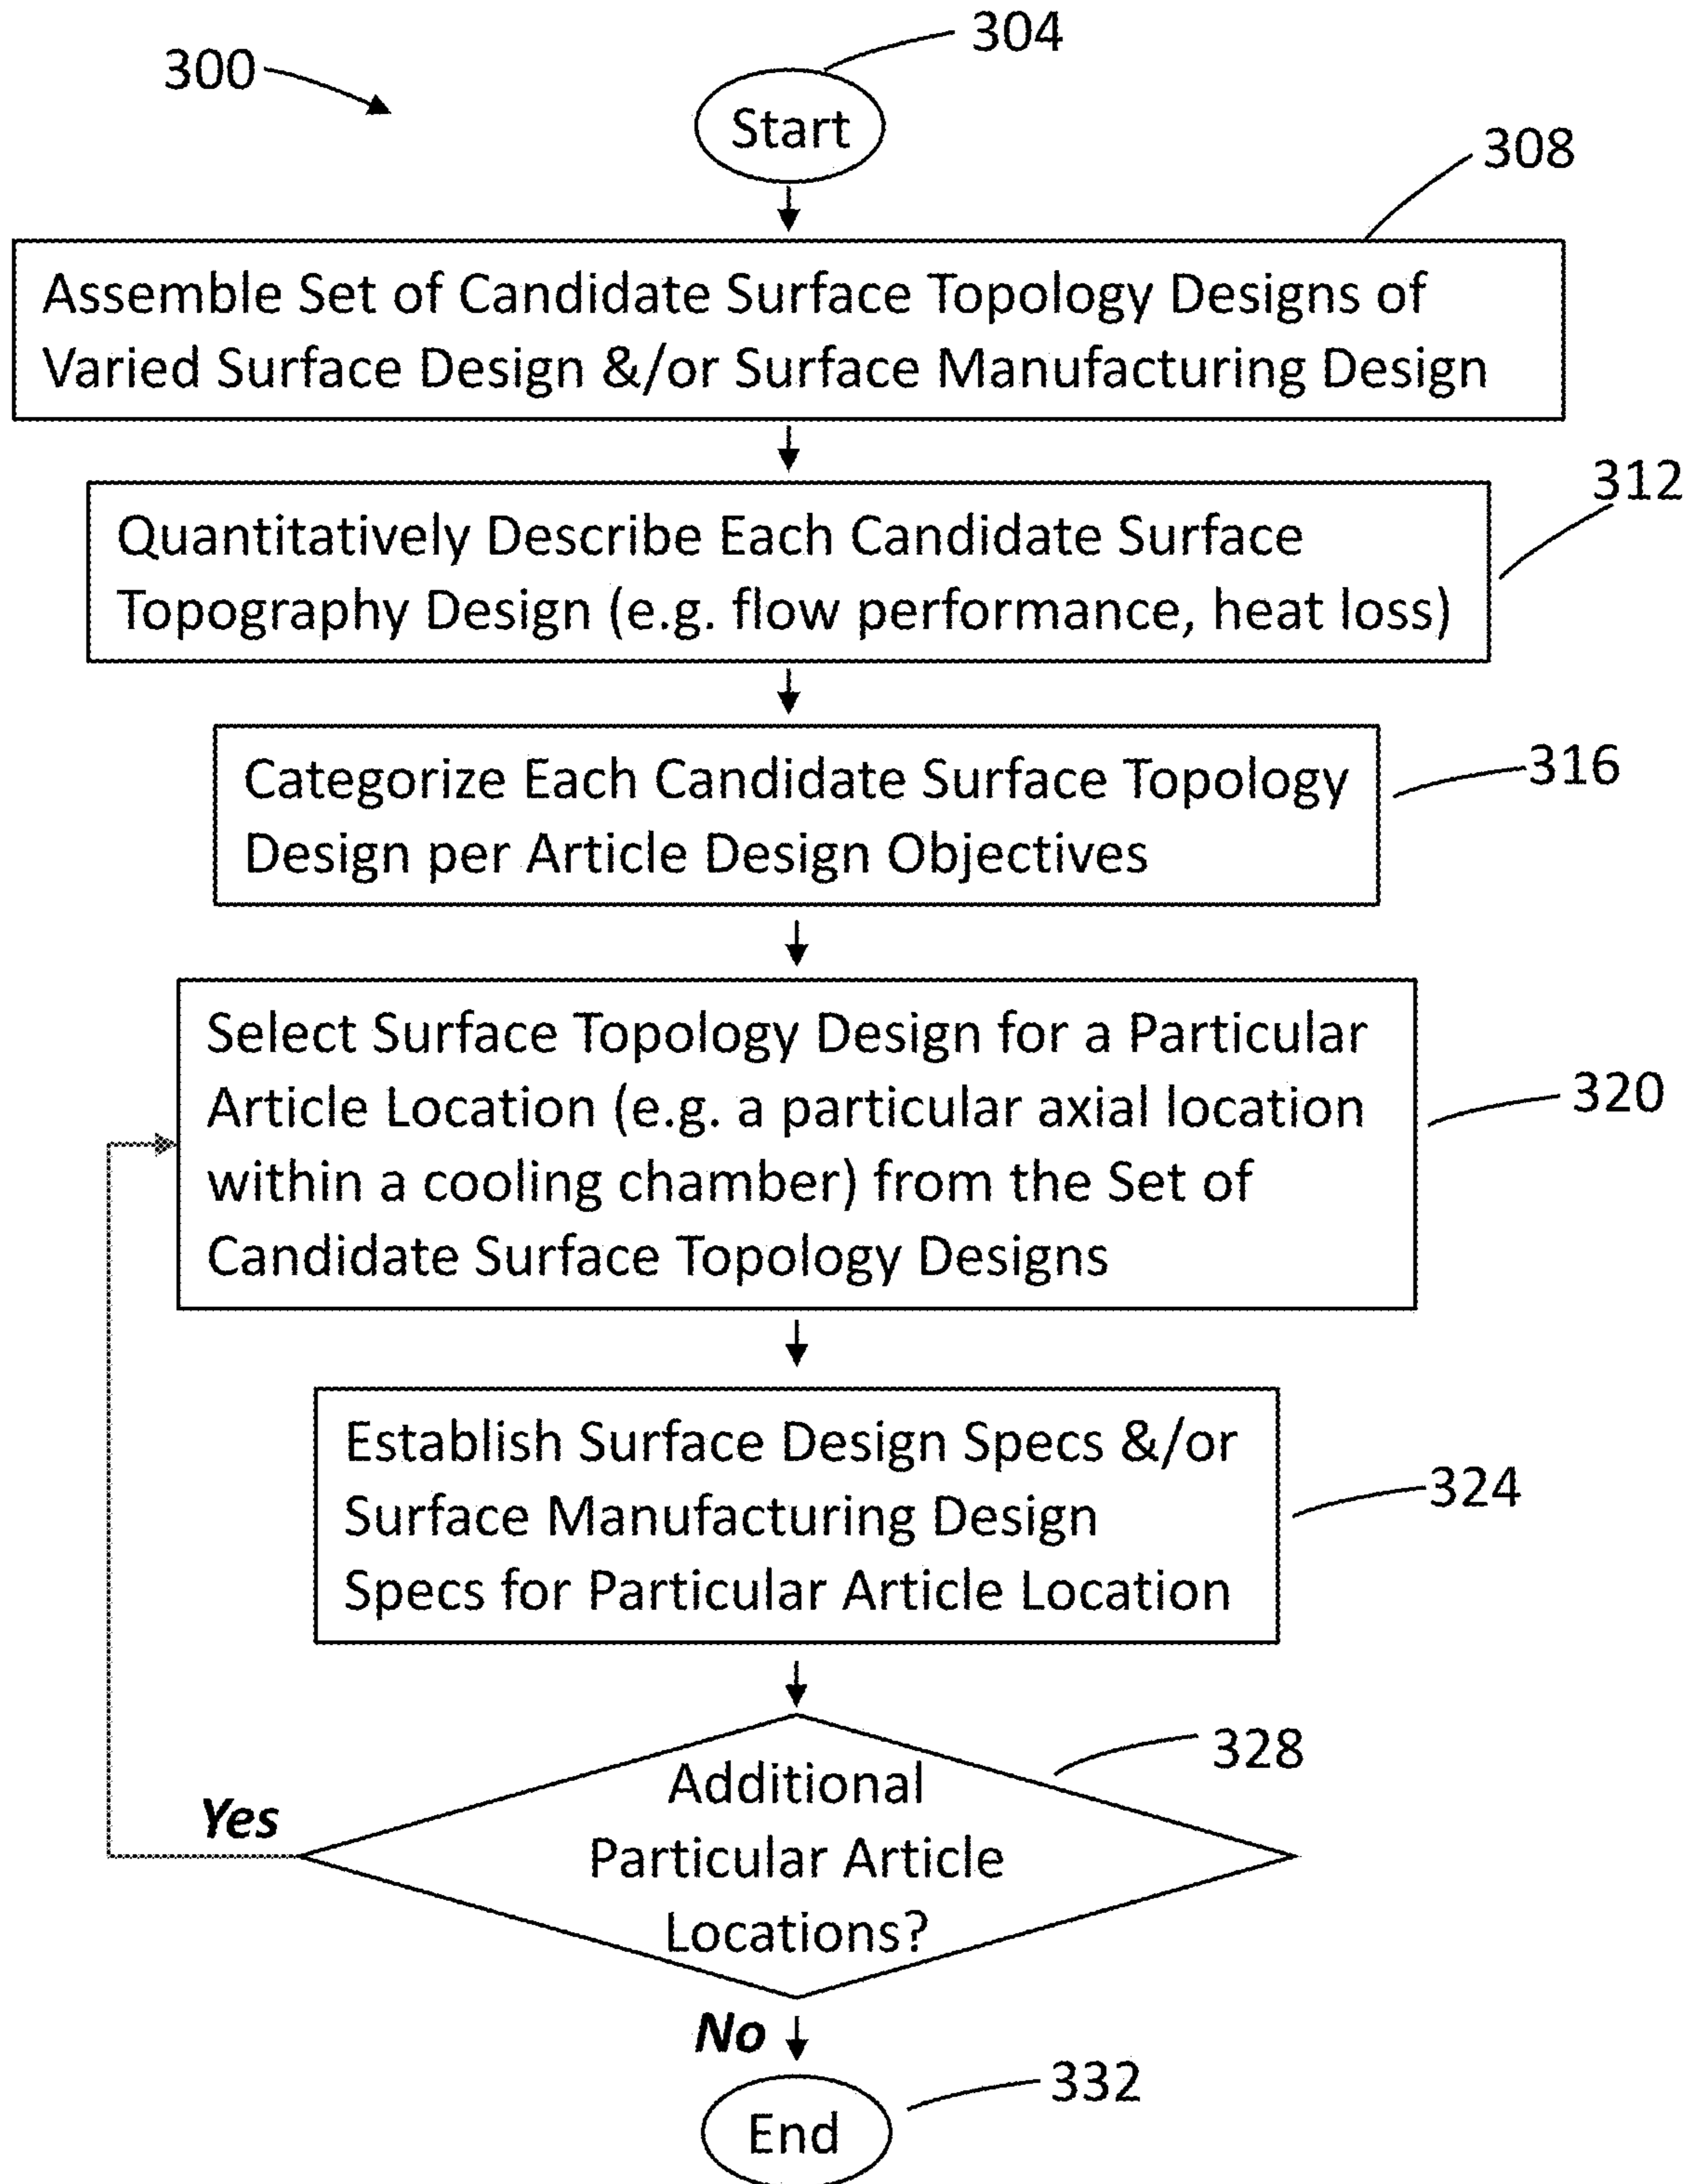 300
304
Start
308
Assemble Set of Candidate Surface Topology Designs of
Varied Surface Design &/or Surface Manufacturing Design
312
Quantitatively Describe Each Candidate Surface
Topography Design (e.g. flow performance, heat loss)
316
Categorize Each Candidate Surface Topology
Design per Article Design Objectives
320
Select Surface Topology Design for a Particular
Article Location (e.g. a particular axial location
within a cooling chamber) from the Set of
Candidate Surface Topology Designs
324
Establish Surface Design Specs &/or
Surface Manufacturing Design
Specs for Particular Article Location
328
Additional
Particular Article
Locations?
Yes
No
332
End